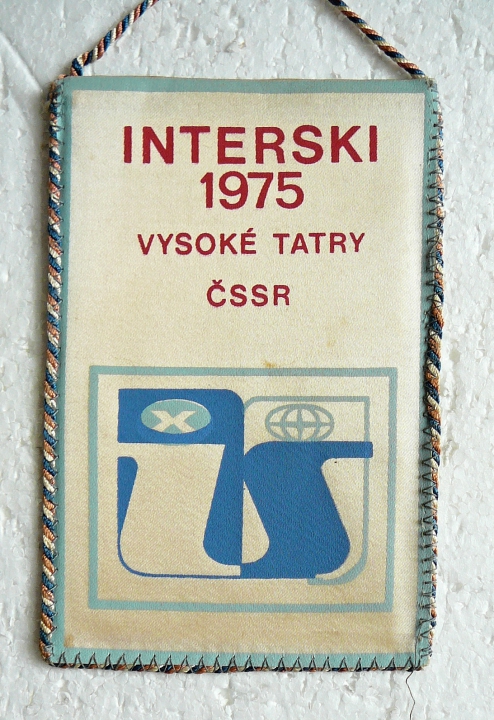 INTERSKI
1975
VYSOKÉ TATRY
ČSSR
X